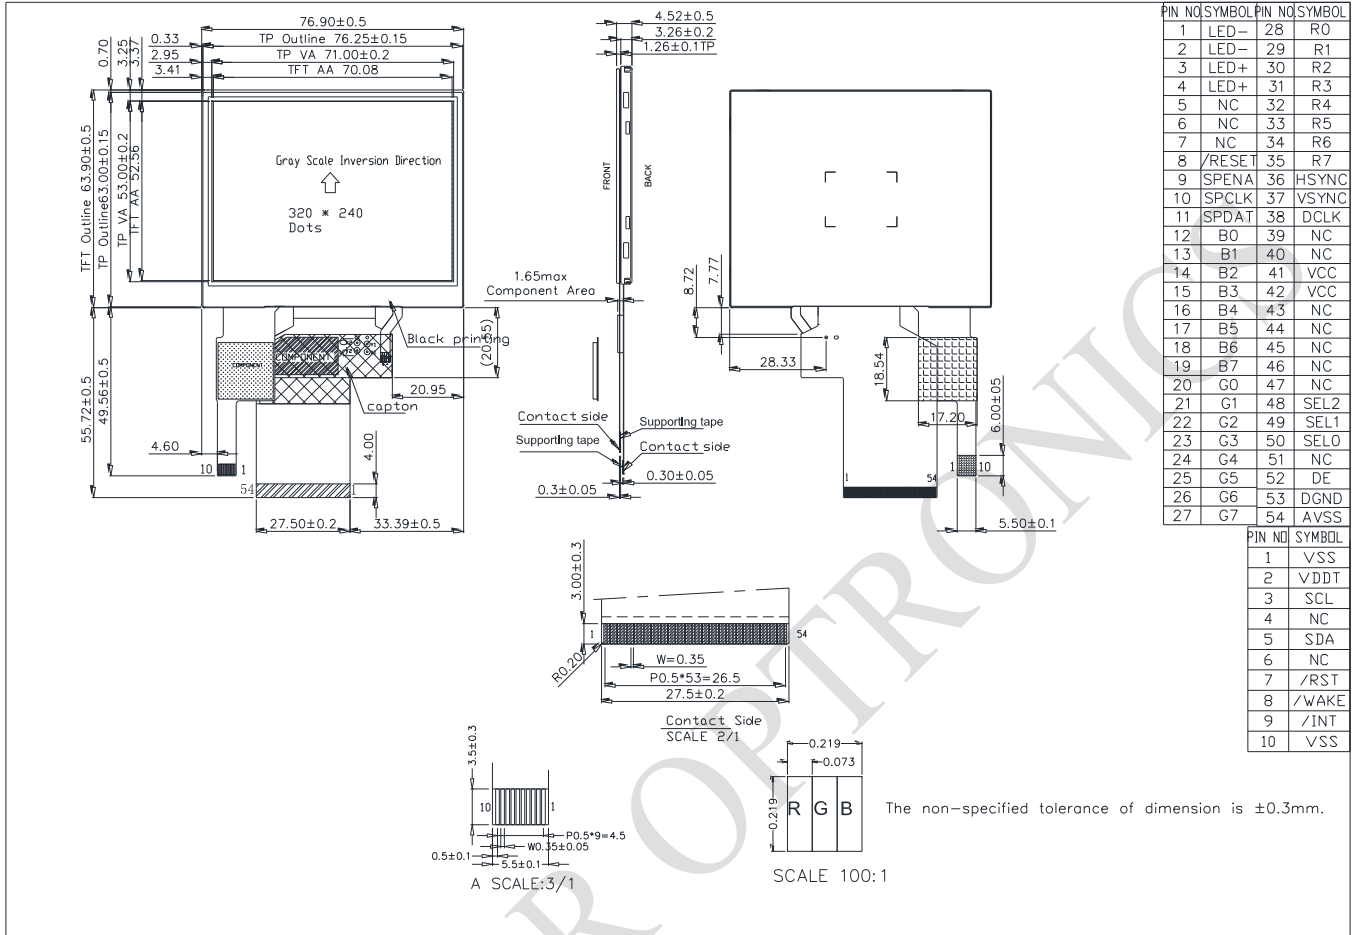 76.90±0.5
TP Outline 76.25±0.15
TP VA 71.00±0.2
TFT AA 70.08
0.33
2.95
3.41
0.70
3.25
3.37
TFT Outline 63.90±0.5
TP Outline63.00±0.15
TP VA 53.00±0.2
TFT AA 52.56
Gray Scale Inversion Direction
320 * 240
Dots
Black printing
(20.55)
COMPONENT
COMPONENT
capton
20.95
55.72±0.5
49.56±0.5
4.60
4.00
10
1
54
1
27.50±0.2
33.39±0.5
4.52±0.5
3.26±0.2
1.26±0.1TP
FRONT
BACK
1.65max
Component Area
Contact side
Supporting tape
Supporting tape
Contact side
0.30±0.05
0.3±0.05
8.72
7.77
28.33
18.54
17.20
6.00±05
1
54
1
10
5.50±0.1
3.00±0.3
1
54
R0.20
W=0.35
P0.5*53=26.5
27.5±0.2
Contact Side
SCALE 2/1
3.5±0.3
10
1
P0.5*9=4.5
W0.35±0.05
0.5±0.1
5.5±0.1
A SCALE:3/1
0.219
0.073
0.219
R G B
SCALE 100:1
The non-specified tolerance of dimension is ±0.3mm.
PIN NO. SYMBOL PIN NO. SYMBOL
1 LED- 28 R0
2 LED- 29 R1
3 LED+ 30 R2
4 LED+ 31 R3
5 NC 32 R4
6 NC 33 R5
7 NC 34 R6
8 /RESET 35 R7
9 SPENA 36 HSYNC
10 SPCLK 37 VSYNC
11 SPDAT 38 DCLK
12 B0 39 NC
13 B1 40 NC
14 B2 41 VCC
15 B3 42 VCC
16 B4 43 NC
17 B5 44 NC
18 B6 45 NC
19 B7 46 NC
20 G0 47 NC
21 G1 48 SEL2
22 G2 49 SEL1
23 G3 50 SEL0
24 G4 51 NC
25 G5 52 DE
26 G6 53 DGND
27 G7 54 AVSS
PIN NO SYMBOL
1 VSS
2 VDDT
3 SCL
4 NC
5 SDA
6 NC
7 /RST
8 /WAKE
9 /INT
10 VSS
R OPTRONICS